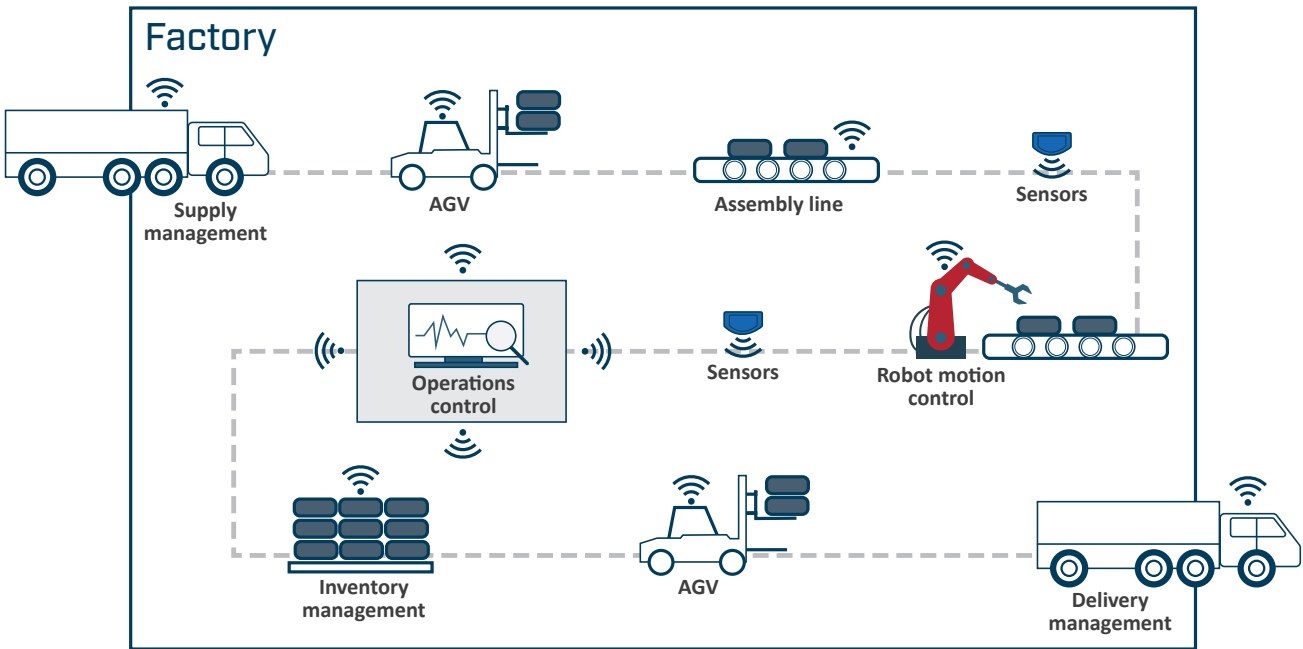 Factory
Supply
management
AGV
Assembly line
Sensors
Operations
control
Sensors
Robot motion
control
Inventory
management
AGV
Delivery
management